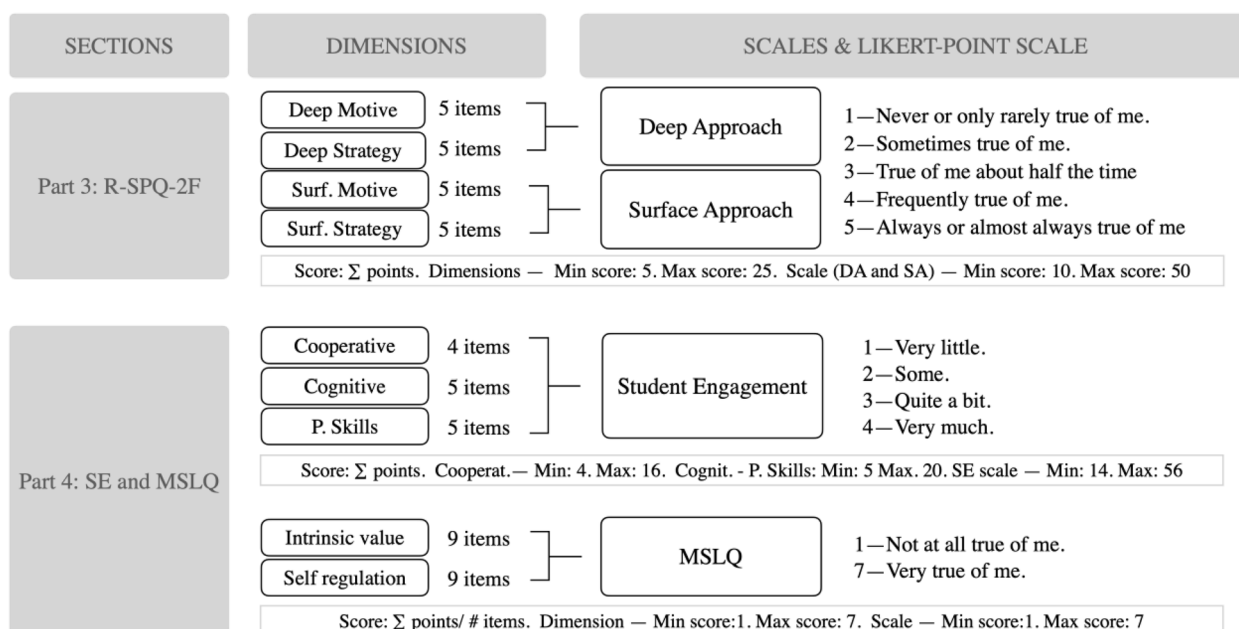 SECTIONS
DIMENSIONS
SCALES & LIKERT-POINT SCALE
Part 3: R-SPQ-2F
Deep Motive
5 items
Deep Strategy
5 items
Surf. Motive
5 items
Surf. Strategy
5 items
Deep Approach
Surface Approach
1—Never or only rarely true of me.
2—Sometimes true of me.
3—True of me about half the time
4—Frequently true of me.
5—Always or almost always true of me
Score: ∑ points. Dimensions — Min score: 5. Max score: 25. Scale (DA and SA) — Min score: 10. Max score: 50
Part 4: SE and MSLQ
Cooperative
4 items
Cognitive
5 items
P. Skills
5 items
Student Engagement
1—Very little.
2—Some.
3—Quite a bit.
4—Very much.
Score: ∑ points. Cooperat.— Min: 4. Max: 16. Cognit. - P. Skills: Min: 5 Max. 20. SE scale — Min: 14. Max: 56
Intrinsic value
9 items
Self regulation
9 items
MSLQ
1—Not at all true of me.
7—Very true of me.
Score: ∑ points/ # items. Dimension — Min score:1. Max score: 7. Scale — Min score:1. Max score: 7